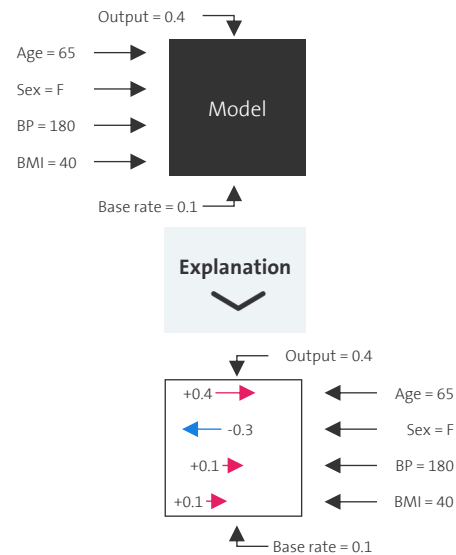 Output = 0.4
Age = 65
Sex = F
BP = 180
BMI = 40
Model
Base rate = 0.1
Explanation
Output = 0.4
+0.4
Age = 65
-0.3
Sex = F
+0.1
BP = 180
+0.1
BMI = 40
Base rate = 0.1